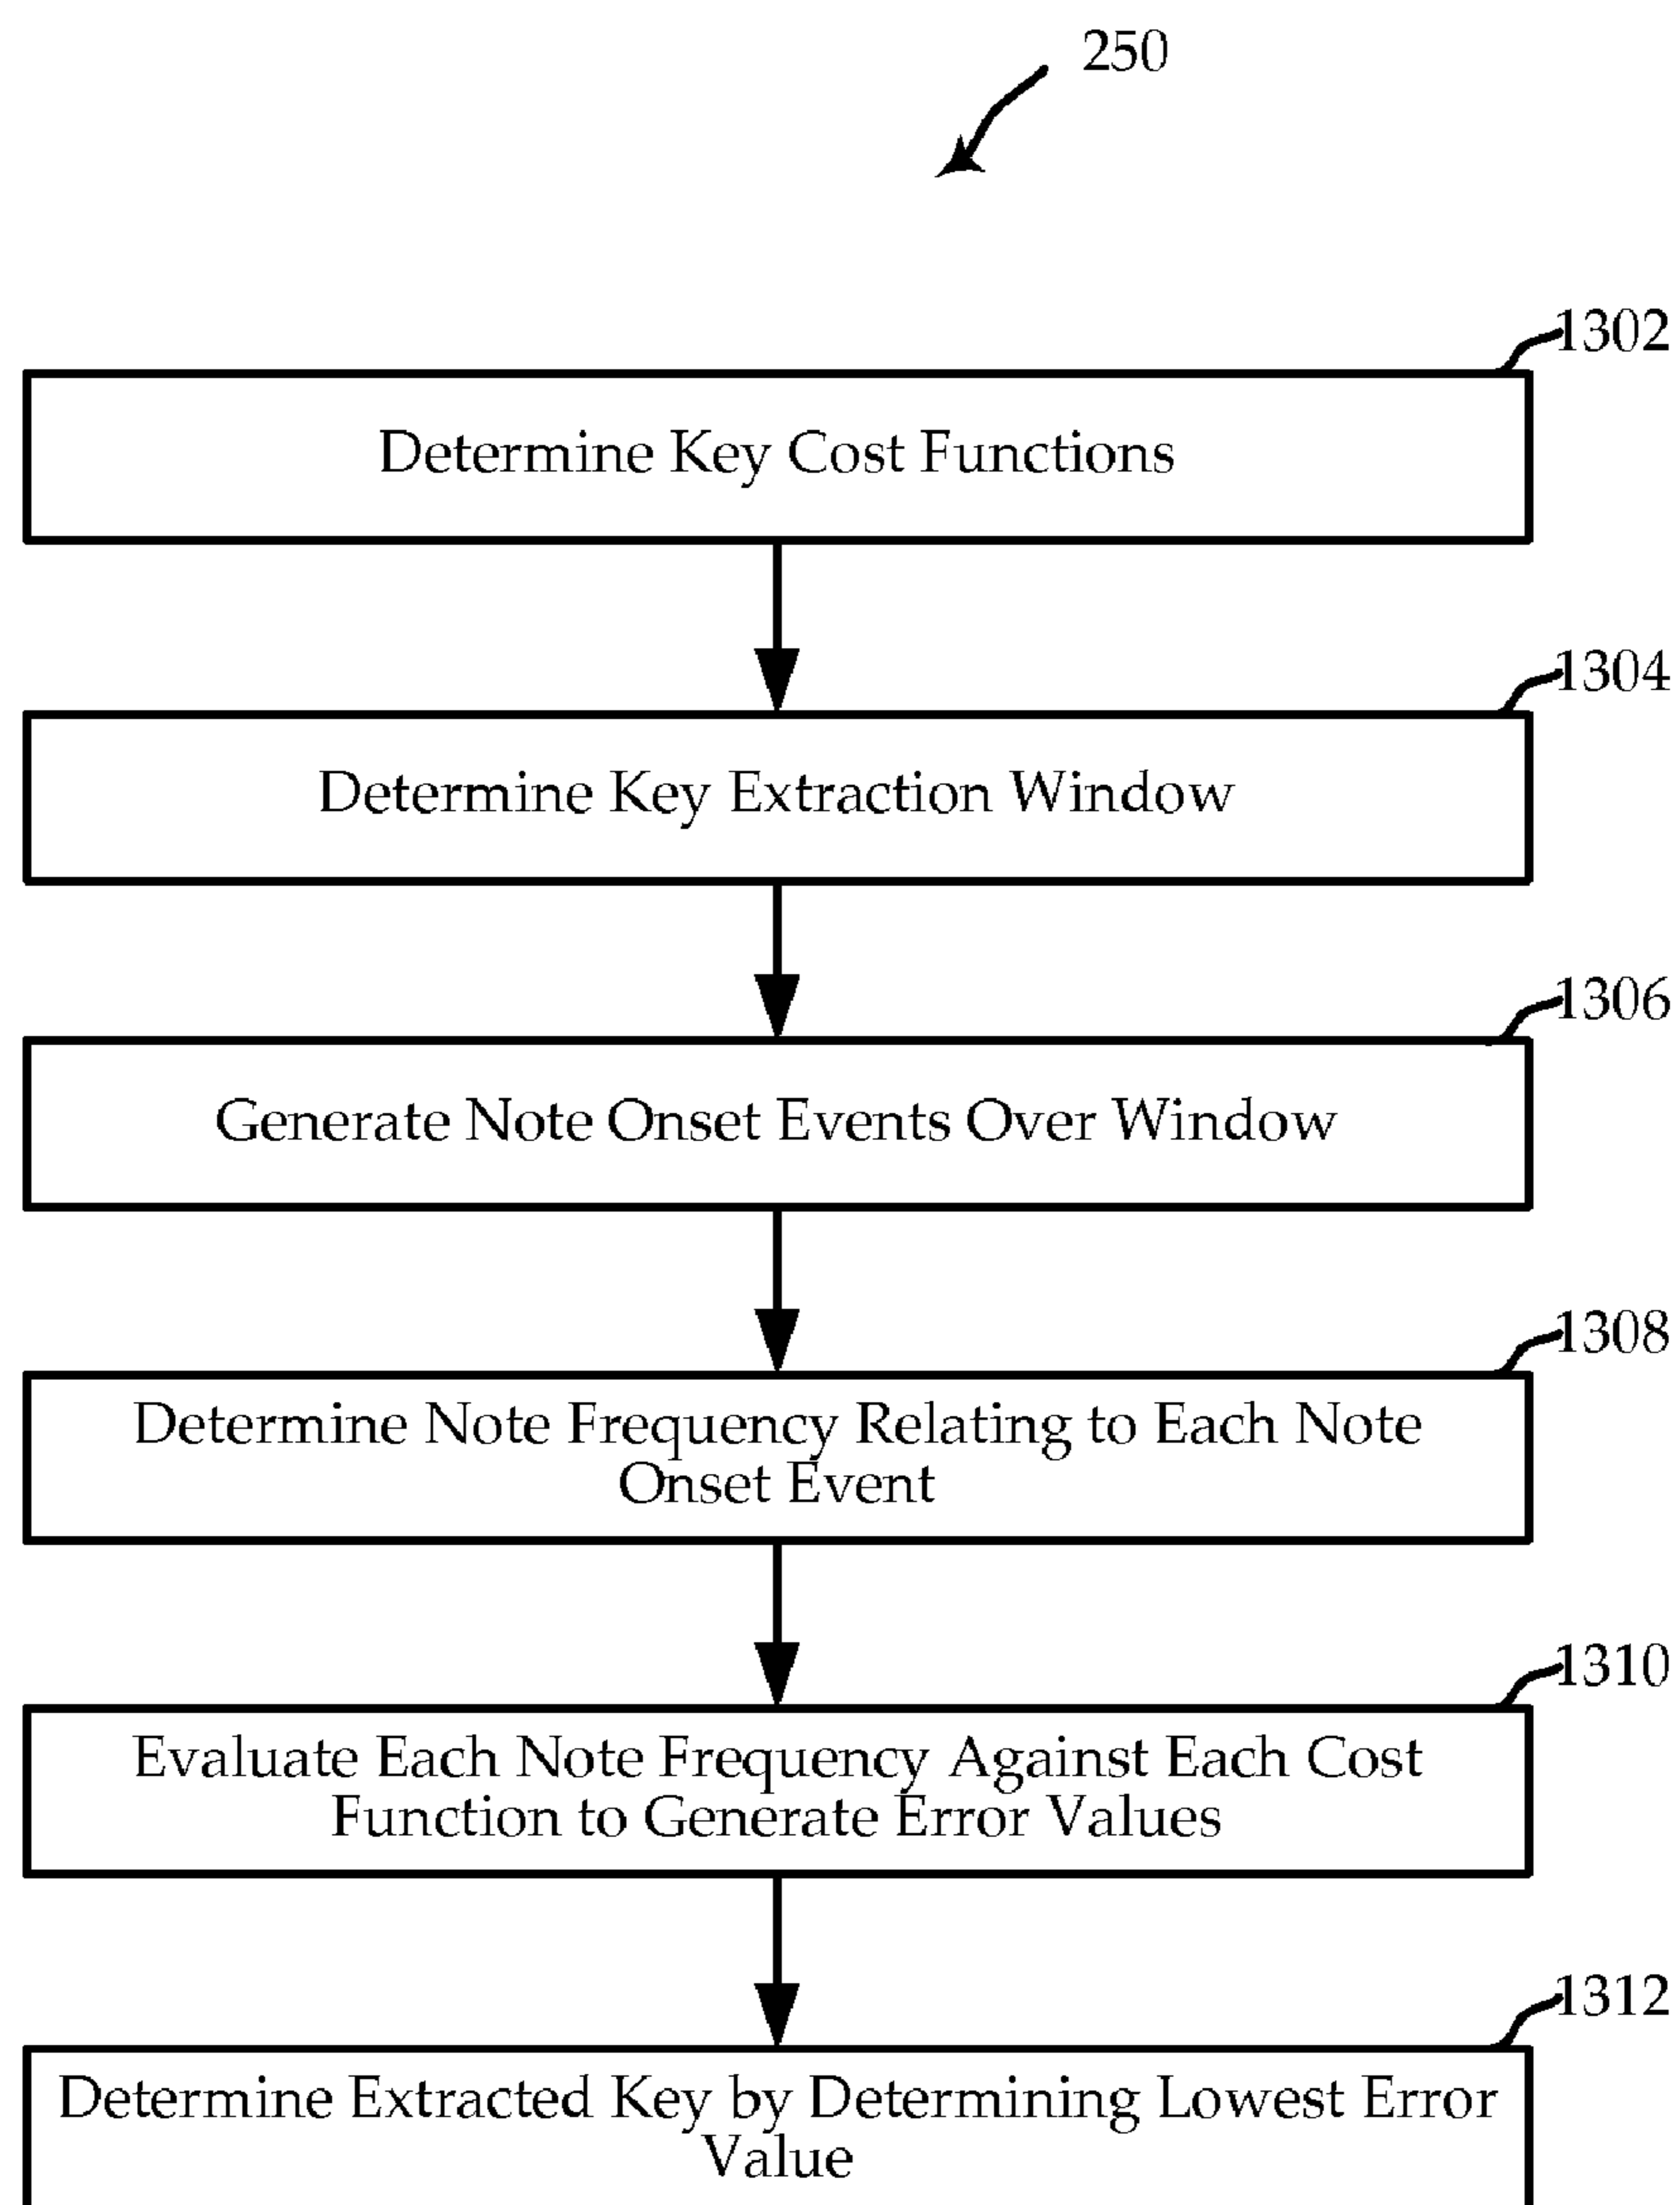 250
1302
Determine Key Cost Functions
1304
Determine Key Extraction Window
1306
Generate Note Onset Events Over Window
1308
Determine Note Frequency Relating to Each Note
Onset Event
1310
Evaluate Each Note Frequency Against Each Cost
Function to Generate Error Values
1312
Determine Extracted Key by Determining Lowest Error
Value